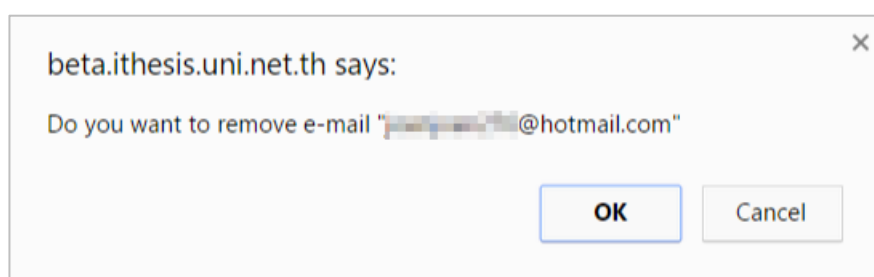 beta.ithesis.uni.net.th says:
Do you want to remove e-mail "@hotmail.com"
OK
Cancel